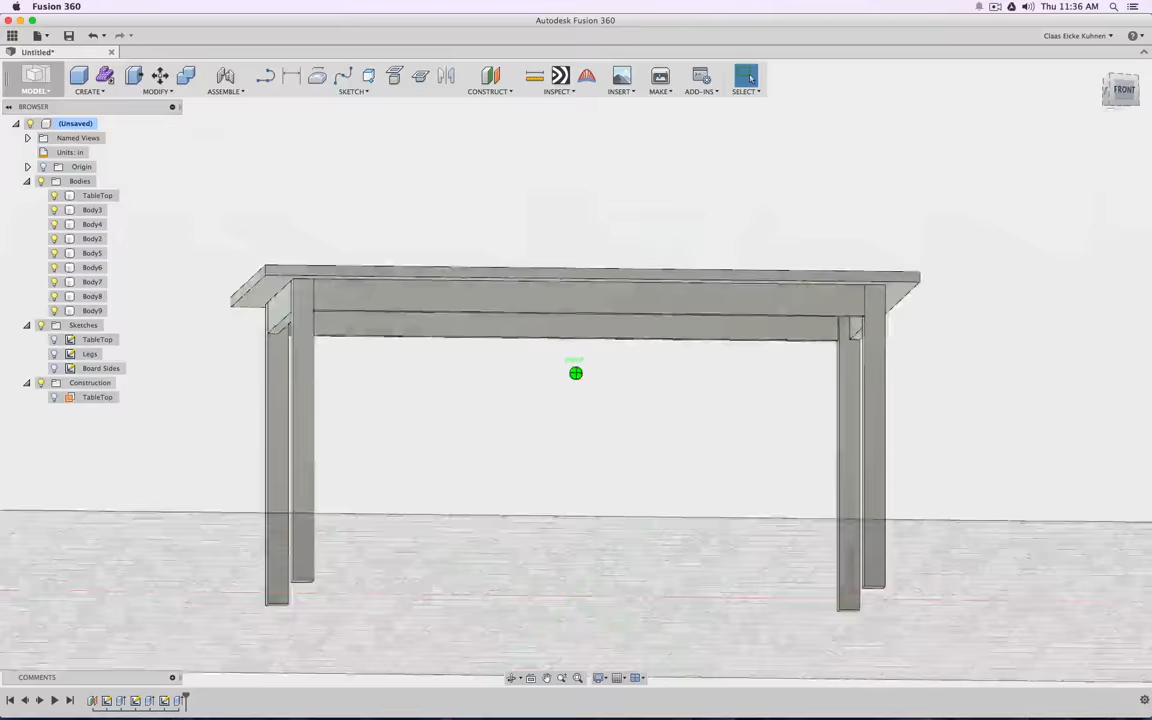 Fusion 360
Thu 11:36 AM
Autodesk Fusion 360
Claas Eicke Kuhnen
Untitled*
MODEL
CREATE
MODIFY
ASSEMBLE
SKETCH
CONSTRUCT
INSPECT
INSERT
MAKE
ADD-INS
SELECT
FRONT
BROWSER
(Unsaved)
Named Views
Units: in
Origin
Bodies
TableTop
Body3
Body4
Body2
Body5
Body6
Body7
Body8
Body9
Sketches
TableTop
Legs
Board Sides
Construction
TableTop
COMMENTS